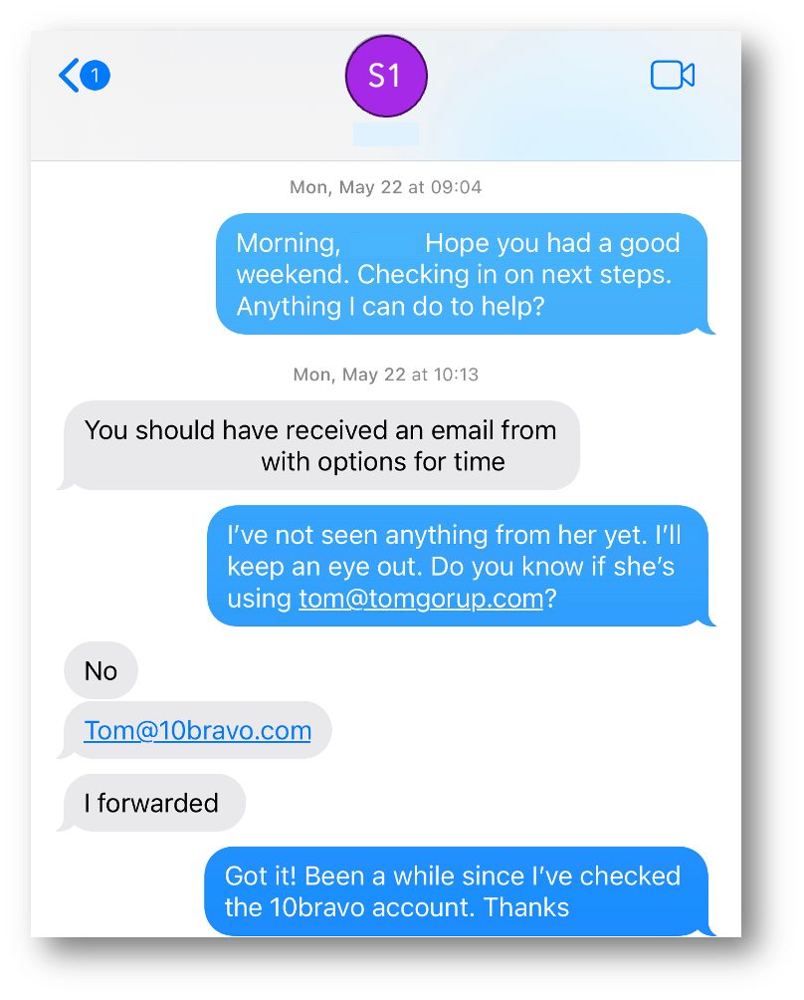 1
S1
Mon, May 22 at 09:04
Morning, Hope you had a good
weekend. Checking in on next steps.
Anything I can do to help?
Mon, May 22 at 10:13
You should have received an email from
with options for time
I’ve not seen anything from her yet. I’ll
keep an eye out. Do you know if she’s
using tom@tomgorup.com?
No
Tom@10bravo.com
I forwarded
Got it! Been a while since I’ve checked
the 10bravo account. Thanks